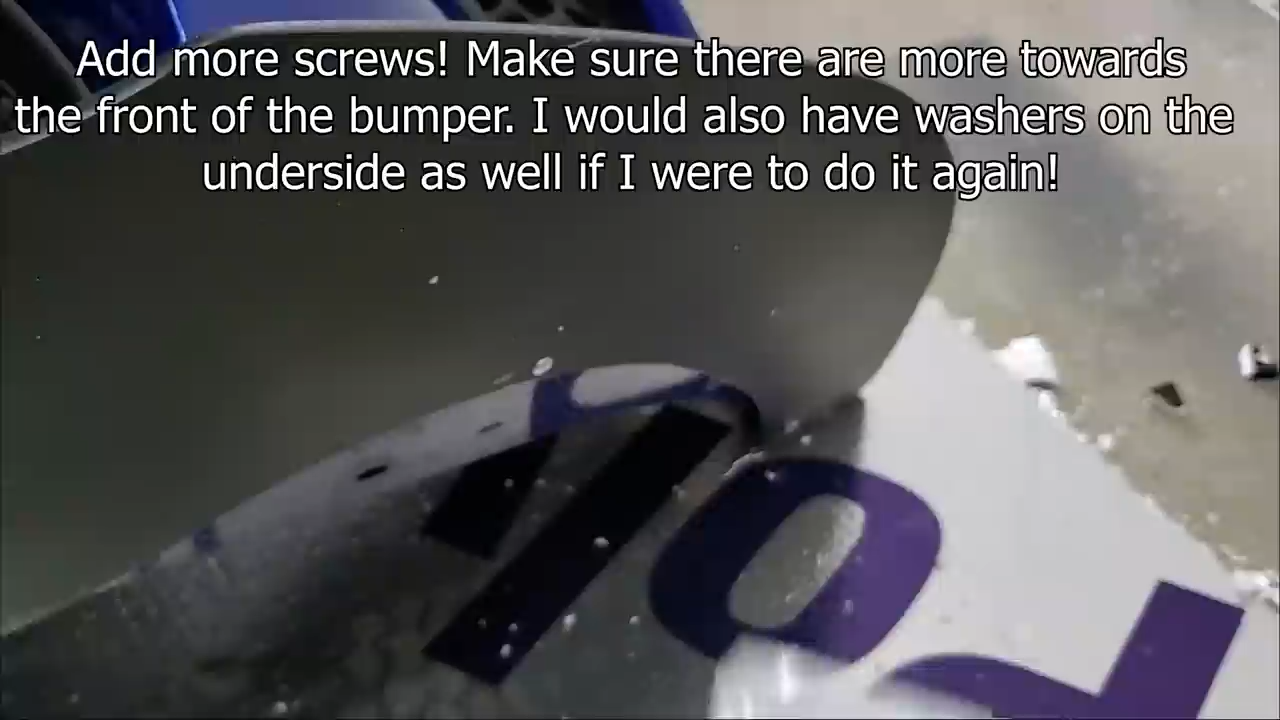 Add more screws! Make sure there are more towards
the front of the bumper. I would also have washers on the
underside as well if I were to do it again!